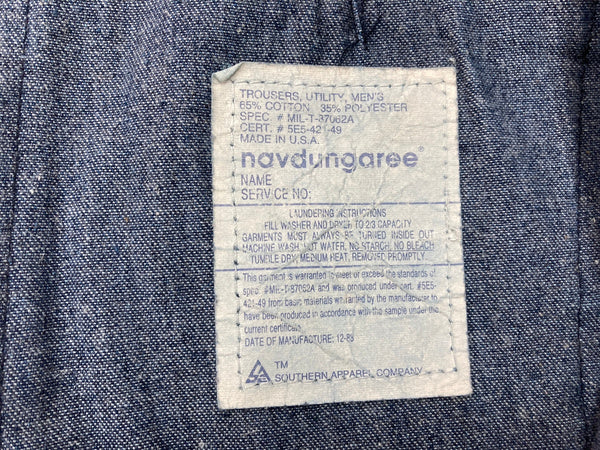 TROUSERS, UTILITY, MEN'S
65% COTTON 35% POLYESTER
SPEC. # MIL-T-87062A
CERT. # 5E5-421-49
MADE IN U.S.A.
navdungaree®
NAME
SERVICE NO:
LAUNDERING INSTRUCTIONS
FILL WASHER AND DRYER TO 2/3 CAPACITY
GARMENTS MUST ALWAYS BE TURNED INSIDE OUT
MACHINE WASH, HOT WATER, NO STARCH, NO BLEACH
TUMBLE DRY, MEDIUM HEAT, REMOVED PROMPTLY.
This garment is warranted to meet or exceed the standards of
spec. #MIL-T-87062A and was produced under cert. #5E5-
421-49 from basic materials warranted by the manufacturer to
have been produced in accordance with the sample under the
current certificate.
DATE OF MANUFACTURE: 12-
TM
SOUTHERN APPAREL COMPANY